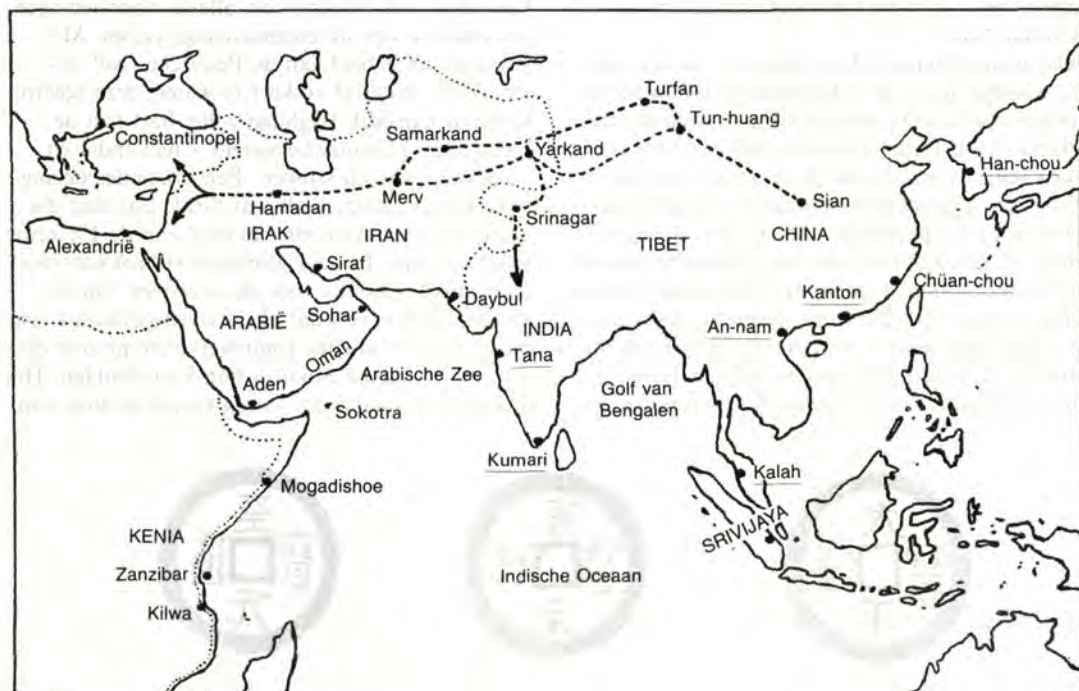 Turfan
Constantinopel
Samarkand
Tun-huang
Yarkand
Han-chou
Hamadan
Merv
Sian
Srinagar
Alexandrië
IRAK
IRAN
TIBET
CHINA
Siraf
Chüan-chou
Daybul
Kanton
ARABIË
Sohar
INDIA
An-nam
Tana
Oman
Arabische Zee
Golf van
Bengalen
Aden
Sokotra
Kumari
Kalah
Mogadishoe
SRIVIJAYA
KENIA
Zanzibar
Indische Oceaan
Kilwa